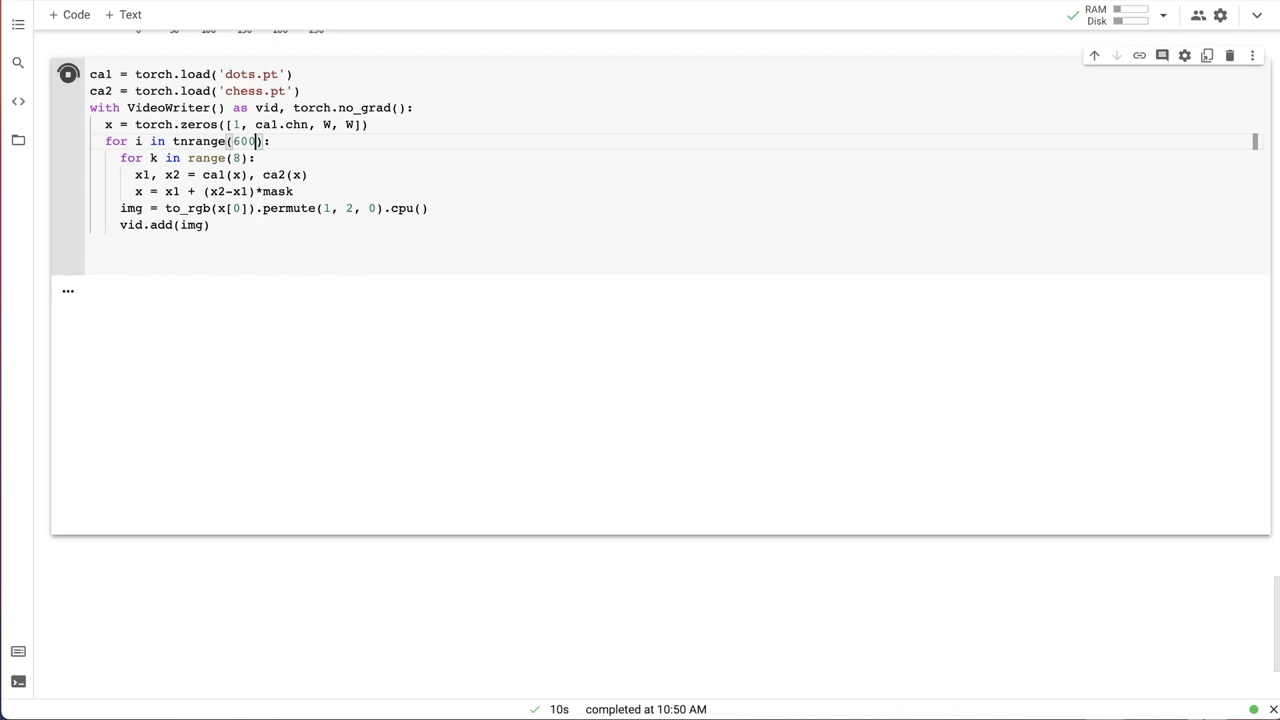 + Code + Text
RAM
Disk
ca1 = torch.load('dots.pt')
ca2 = torch.load('chess.pt')
with VideoWriter() as vid, torch.no_grad():
x = torch.zeros([1, ca1.chn, W, W])
for i in tnrange(600):
for k in range(8):
x1, x2 = ca1(x), ca2(x)
x = x1 + (x2-x1)*mask
img = to_rgb(x[0]).permute(1, 2, 0).cpu()
vid.add(img)
10s completed at 10:50 AM